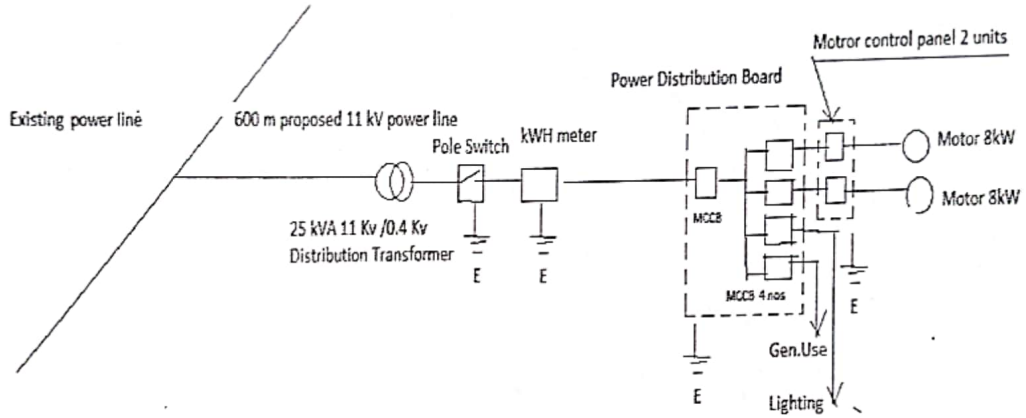 Motror control panel 2 units
Power Distribution Board
Existing power line
600 m proposed 11 kV power line
Pole Switch
kWH meter
Motor 8kW
Motor 8kW
25 kVA 11 Kv /0.4 Kv
Distribution Transformer
MCCB
MCCB 4 nos
E
E
E
E
Gen.Use
Lighting